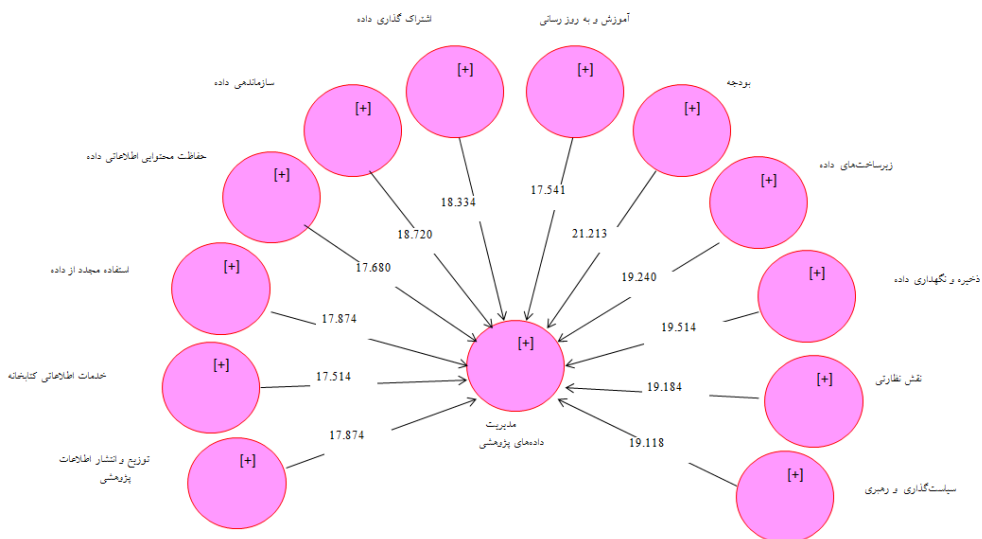 اشتراک گذاری داده
آموزش و به روز رسانی
[+]
[+]
سازماندهی داده
بودجه
[+]
[+]
حفاظت محتوایی اطلاعاتی داده
زیرساخت‌های داده
[+]
[+]
18.334
17.541
18.720
21.213
استفاده مجدد از داده
17.680
19.240
ذخیره و نگهداری داده
[+]
[+]
17.874
19.514
[+]
خدمات اطلاعاتی کتابخانه
[+]
17.514
19.184
[+]
نقش نظارتی
مدیریت
داده‌های پژوهشی
17.874
19.118
توزیع و انتشار اطلاعات
پژوهشی
[+]
[+]
سیاست‌گذاری و رهبری